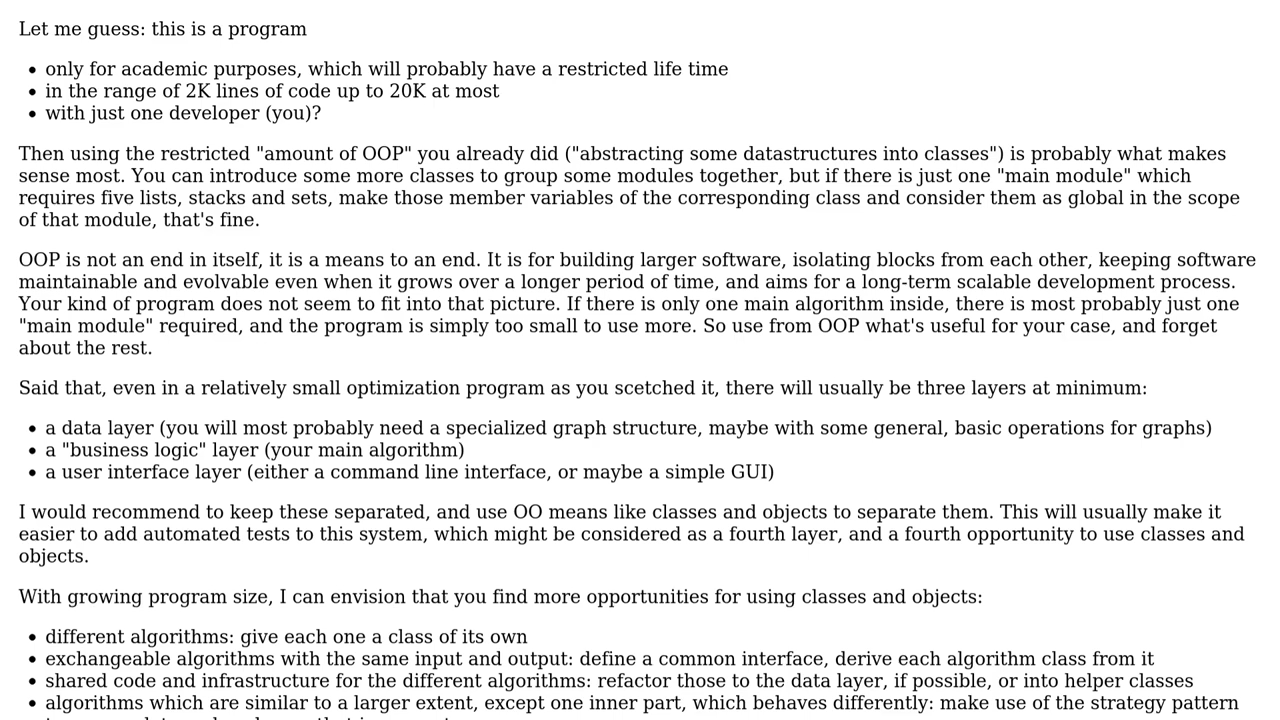 Let me guess: this is a program
• only for academic purposes, which will probably have a restricted life time
• in the range of 2K lines of code up to 20K at most
• with just one developer (you)?
Then using the restricted "amount of OOP" you already did ("abstracting some datastructures into classes") is probably what makes
sense most. You can introduce some more classes to group some modules together, but if there is just one "main module" which
requires five lists, stacks and sets, make those member variables of the corresponding class and consider them as global in the scope
of that module, that's fine.
OOP is not an end in itself, it is a means to an end. It is for building larger software, isolating blocks from each other, keeping software
maintainable and evolvable even when it grows over a longer period of time, and aims for a long-term scalable development process.
Your kind of program does not seem to fit into that picture. If there is only one main algorithm inside, there is most probably just one
"main module" required, and the program is simply too small to use more. So use from OOP what's useful for your case, and forget
about the rest.
Said that, even in a relatively small optimization program as you scetched it, there will usually be three layers at minimum:
• a data layer (you will most probably need a specialized graph structure, maybe with some general, basic operations for graphs)
• a "business logic" layer (your main algorithm)
• a user interface layer (either a command line interface, or maybe a simple GUI)
I would recommend to keep these separated, and use OO means like classes and objects to separate them. This will usually make it
easier to add automated tests to this system, which might be considered as a fourth layer, and a fourth opportunity to use classes and
objects.
With growing program size, I can envision that you find more opportunities for using classes and objects:
• different algorithms: give each one a class of its own
• exchangeable algorithms with the same input and output: define a common interface, derive each algorithm class from it
• shared code and infrastructure for the different algorithms: refactor those to the data layer, if possible, or into helper classes
• algorithms which are similar to a larger extent, except one inner part, which behaves differently: make use of the strategy pattern